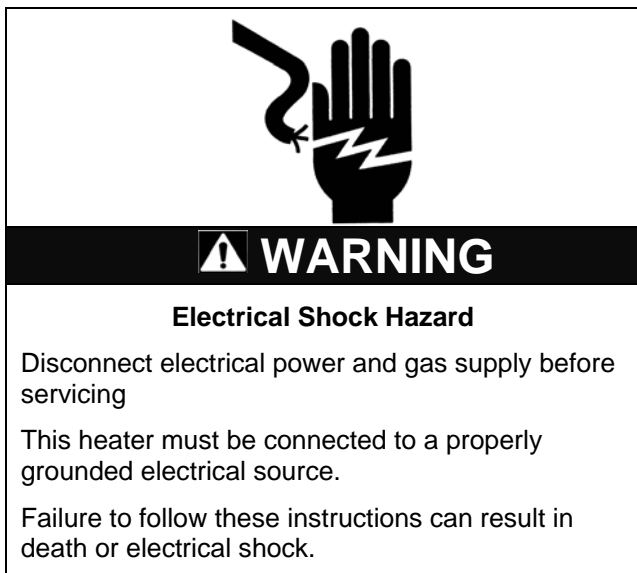 WARNING
Electrical Shock Hazard
Disconnect electrical power and gas supply before
servicing
This heater must be connected to a properly
grounded electrical source.
Failure to follow these instructions can result in
death or electrical shock.